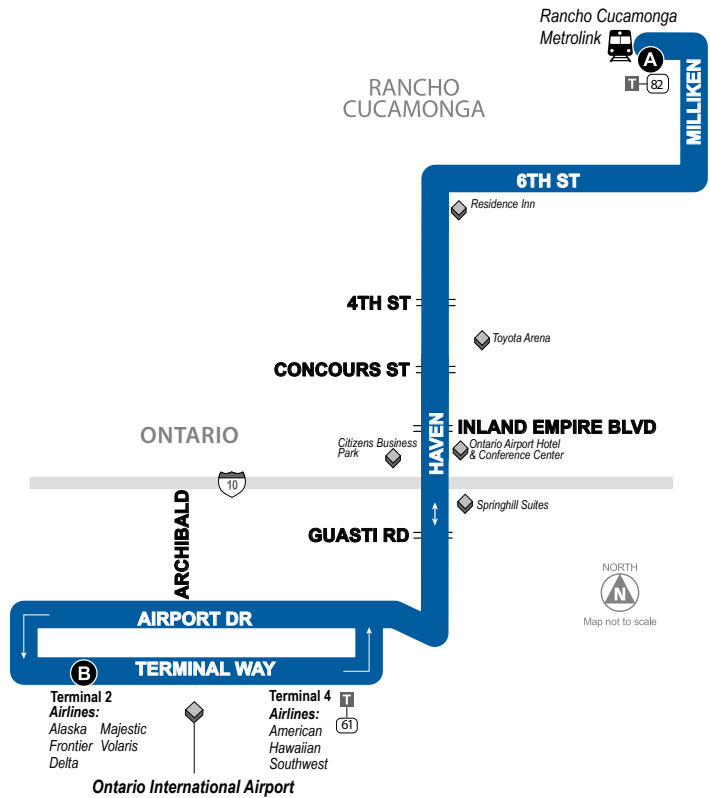 Rancho Cucamonga
Metrolink
A
T 82
MILLIKEN
RANCHO
CUCAMONGA
6TH ST
Residence Inn
4TH ST
Toyota Arena
CONCOURS ST
HAVEN
INLAND EMPIRE BLVD
ONTARIO
Citizens Business
Park
Ontario Airport Hotel
& Conference Center
10
Springhill Suites
ARCHIBALD
GUASTI RD
NORTH
N
Map not to scale
AIRPORT DR
B
TERMINAL WAY
Terminal 2
Airlines:
Alaska Majestic
Frontier Volaris
Delta
Terminal 4
Airlines:
American
Hawaiian
Southwest
T
61
Ontario International Airport